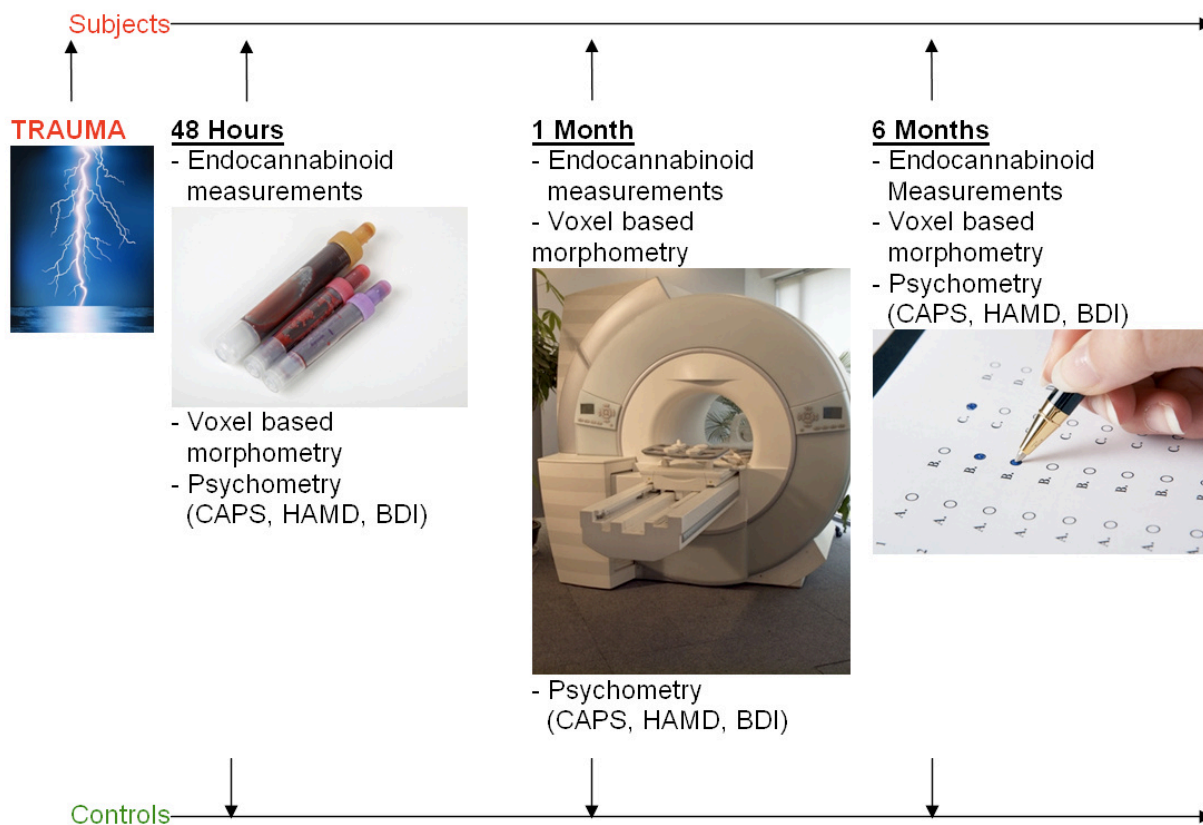 Subjects
TRAUMA
48 Hours
- Endocannabinoid
measurements
- Voxel based
morphometry
- Psychometry
(CAPS, HAMD, BDI)
1 Month
- Endocannabinoid
measurements
- Voxel based
morphometry
- Psychometry
(CAPS, HAMD, BDI)
6 Months
- Endocannabinoid
Measurements
- Voxel based
morphometry
- Psychometry
(CAPS, HAMD, BDI)
Controls